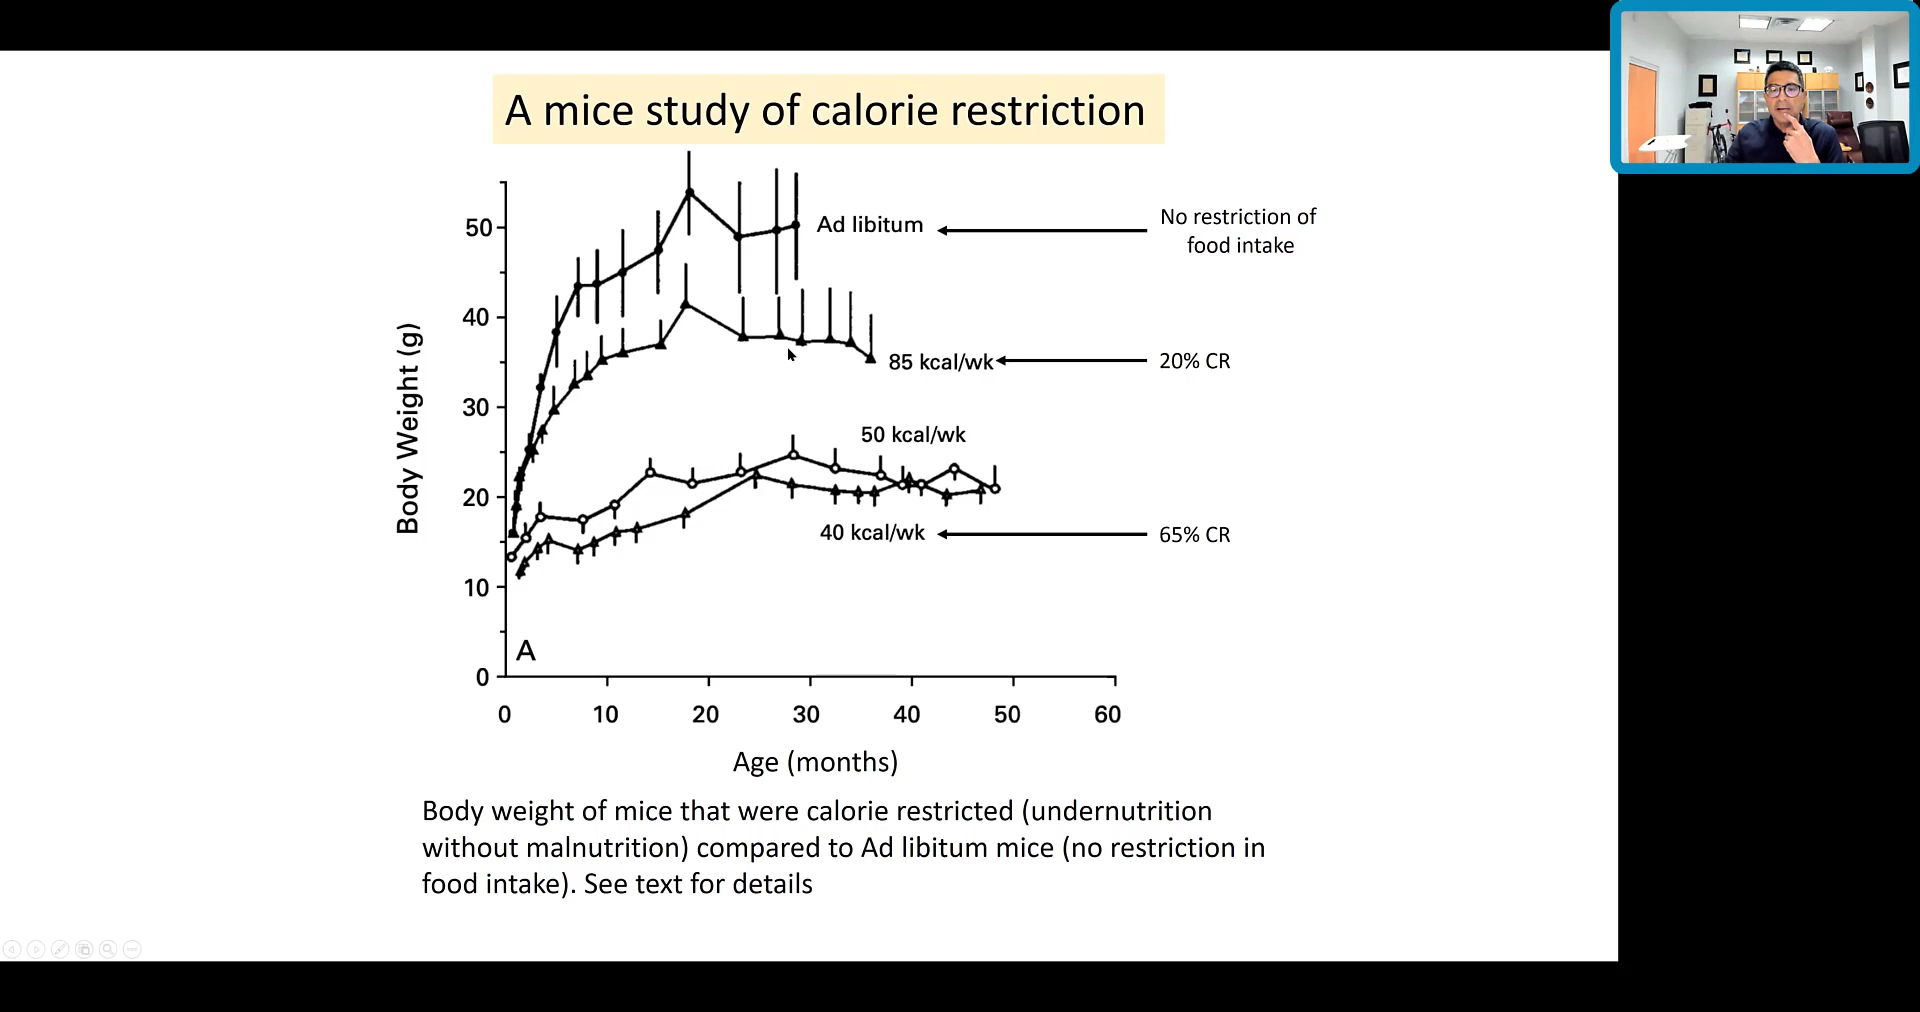 A mice study of calorie restriction
50
40
30
20
10
0
Body Weight (g)
Ad libitum
No restriction of
food intake
85 kcal/wk
20% CR
50 kcal/wk
40 kcal/wk
65% CR
A
0 10 20 30 40 50 60
Age (months)
Body weight of mice that were calorie restricted (undernutrition
without malnutrition) compared to Ad libitum mice (no restriction in
food intake). See text for details